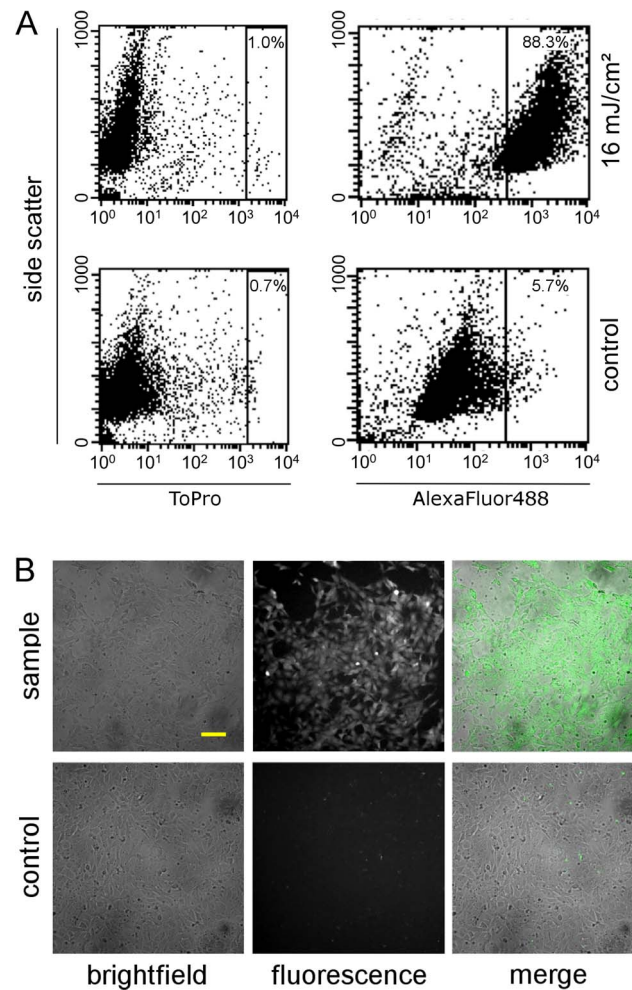 A
side scatter
1000
0
1.0%
10⁰ 10¹ 10² 10³ 10⁴
1000
0
88.3%
10⁰ 10¹ 10² 10³ 10⁴
16 mJ/cm²
1000
0
0.7%
10⁰ 10¹ 10² 10³ 10⁴
ToPro
1000
0
5.7%
10⁰ 10¹ 10² 10³ 10⁴
AlexaFluor488
control
B
sample
control
brightfield
fluorescence
merge